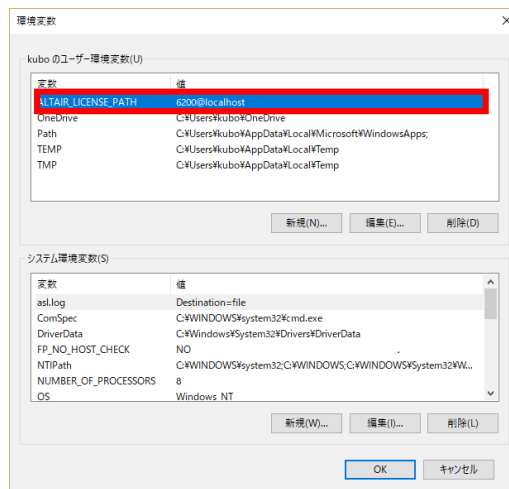 環境変数
kubo のユーザー環境変数(U)
変数 値
ALTAIR_LICENSE_PATH 6200@localhost
OneDrive C:¥Users¥kubo¥OneDrive
Path C:¥Users¥kubo¥AppData¥Local¥Microsoft¥WindowsApps;
TEMP C:¥Users¥kubo¥AppData¥Local¥Temp
TMP C:¥Users¥kubo¥AppData¥Local¥Temp
新規(N)... 編集(E)... 削除(D)
システム環境変数(S)
変数 値
asl.log Destination=file
ComSpec C:¥WINDOWS¥system32¥cmd.exe
DriverData C:¥Windows¥System32¥Drivers¥DriverData
FP_NO_HOST_CHECK NO
NTIPath C:¥WINDOWS¥system32;C:¥WINDOWS;C:¥WINDOWS¥System32¥W...
NUMBER_OF_PROCESSORS 8
OS Windows NT
新規(W)... 編集(I)... 削除(L)
OK キャンセル